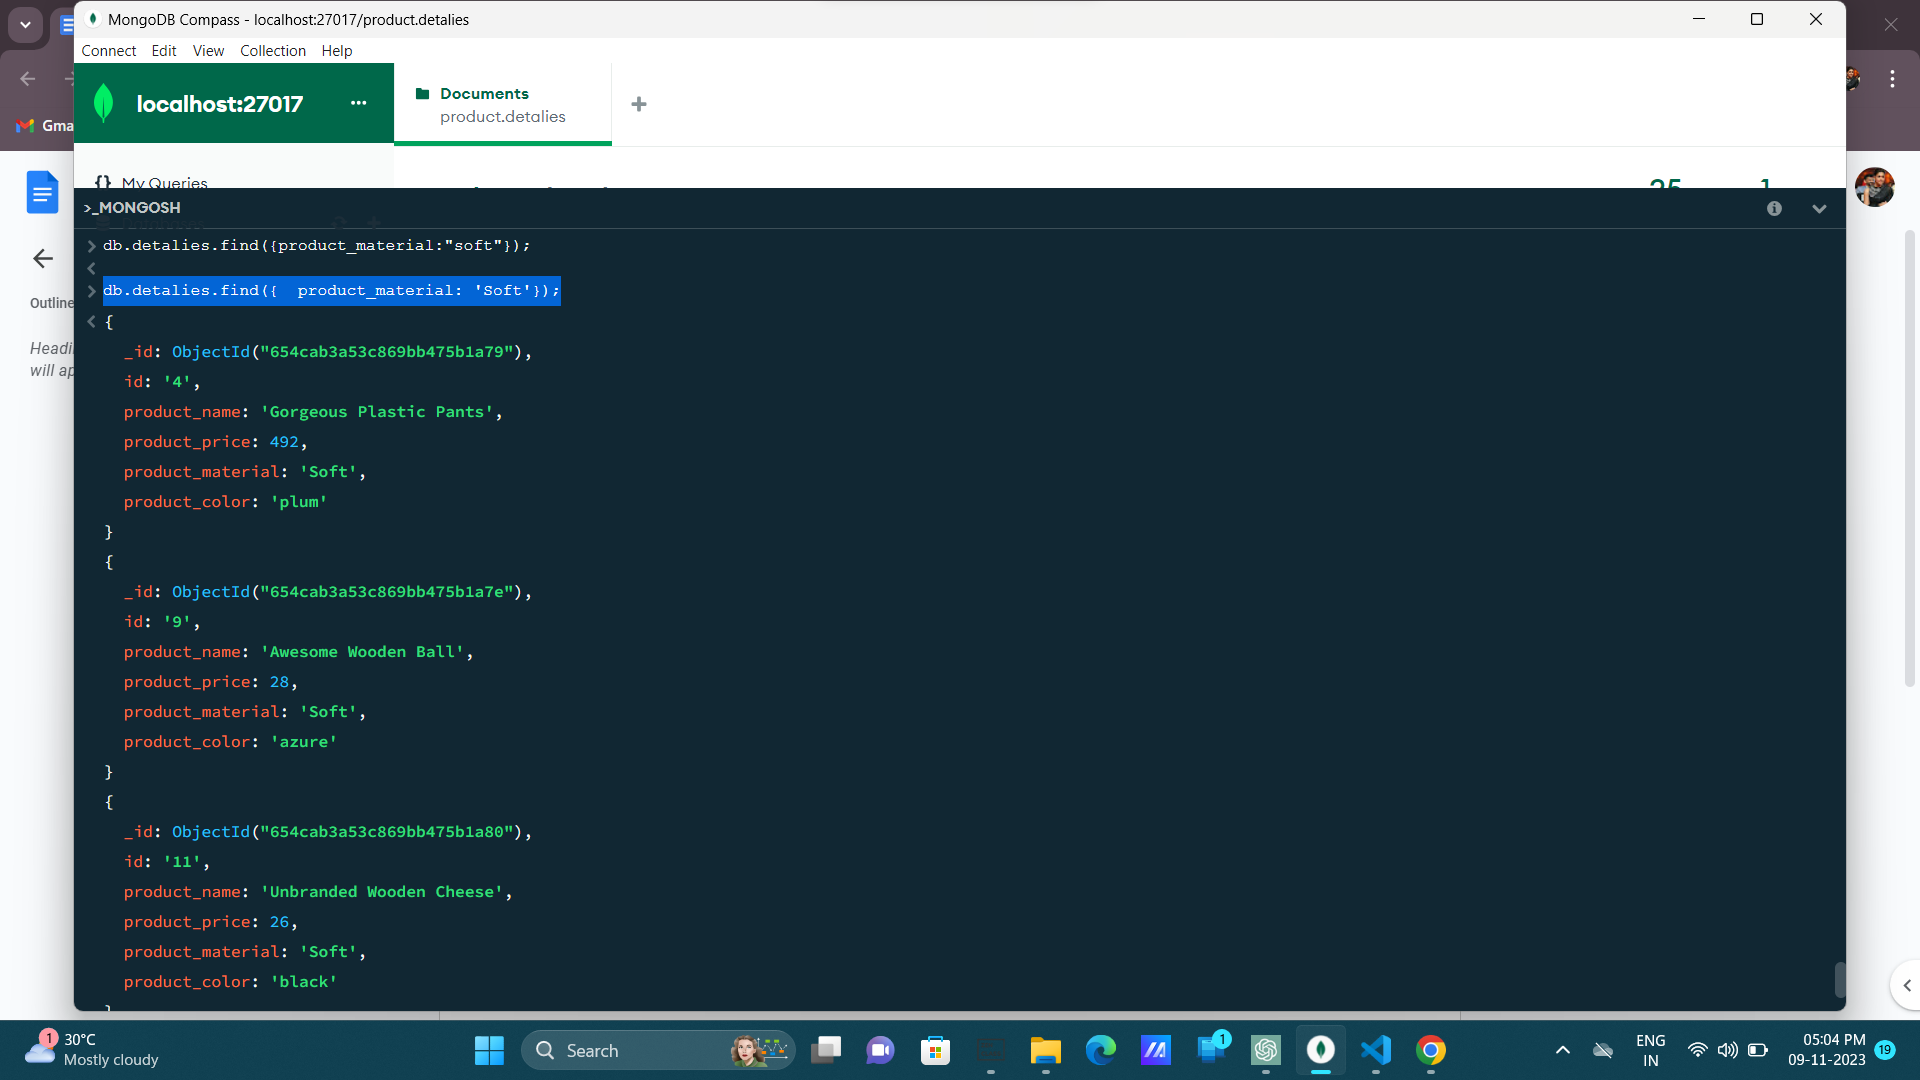 MongoDB Compass - localhost:27017/product.detalies
Connect Edit View Collection Help
localhost:27017 ...
Documents
product.detalies
Gma
{} My Queries
>_MONGOSH
db.detalies.find({product_material:"soft"});
db.detalies.find({  product_material: 'Soft'});
{
_id: ObjectId("654cab3a53c869bb475b1a79"),
id: '4',
product_name: 'Gorgeous Plastic Pants',
product_price: 492,
product_material: 'Soft',
product_color: 'plum'
}
{
_id: ObjectId("654cab3a53c869bb475b1a7e"),
id: '9',
product_name: 'Awesome Wooden Ball',
product_price: 28,
product_material: 'Soft',
product_color: 'azure'
}
{
_id: ObjectId("654cab3a53c869bb475b1a80"),
id: '11',
product_name: 'Unbranded Wooden Cheese',
product_price: 26,
product_material: 'Soft',
product_color: 'black'
Outline
Headi
will ap
1
30°C
Mostly cloudy
Search
1
ENG
IN
05:04 PM
09-11-2023
19